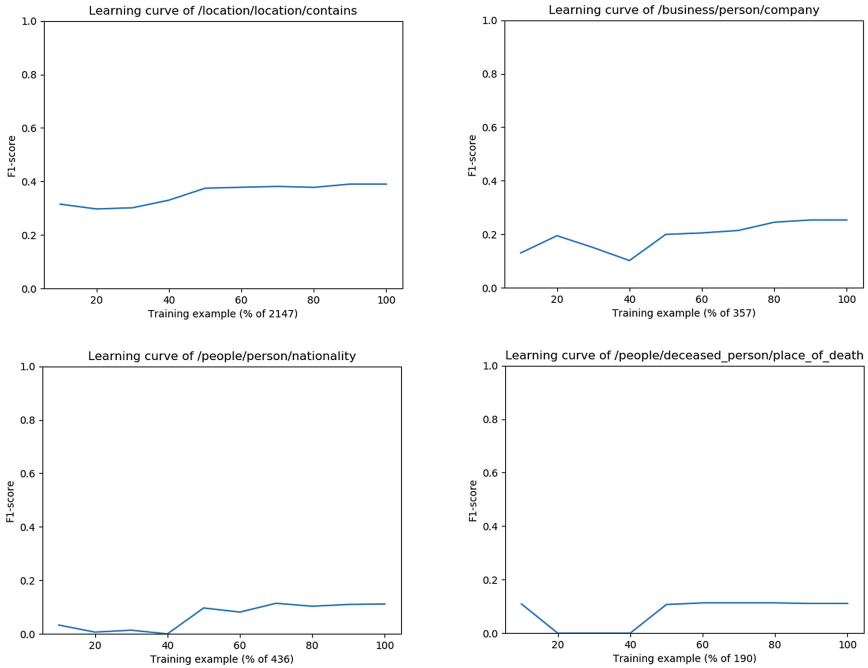 Learning curve of /location/location/contains
1.0
0.8
0.6
0.4
0.2
0.0
F1-score
20 40 60 80 100
Training example (% of 2147)
Learning curve of /business/person/company
1.0
0.8
0.6
0.4
0.2
0.0
F1-score
20 40 60 80 100
Training example (% of 357)
Learning curve of /people/person/nationality
1.0
0.8
0.6
0.4
0.2
0.0
F1-score
20 40 60 80 100
Training example (% of 436)
Learning curve of /people/deceased_person/place_of_death
1.0
0.8
0.6
0.4
0.2
0.0
F1-score
20 40 60 80 100
Training example (% of 190)